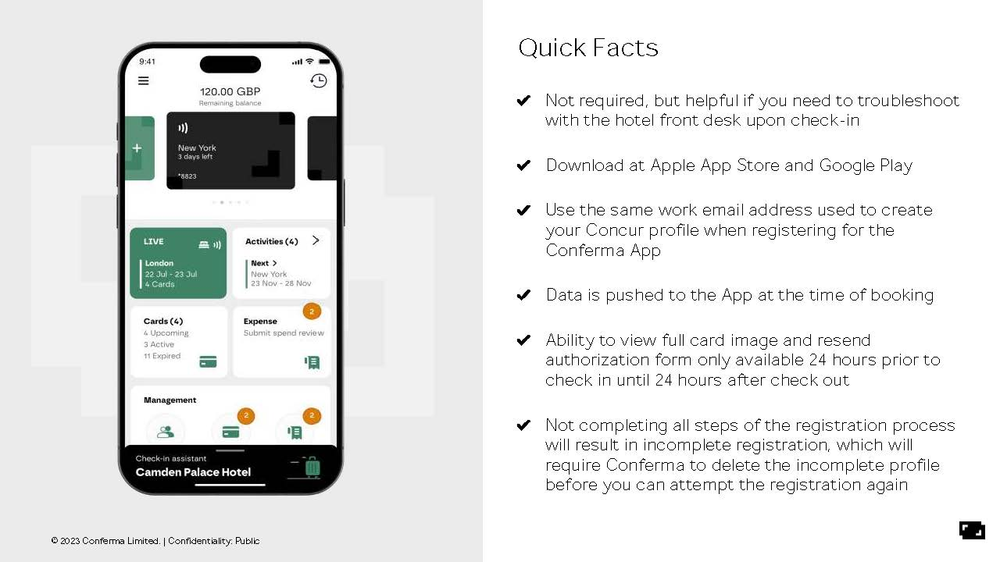 9:41
120.00 GBP
Remaining balance
New York
3 days left
*8823
LIVE
London
22 Jul - 23 Jul
4 Cards
Activities (4)
Next >
New York
23 Nov - 28 Nov
Cards (4)
4 Upcoming
3 Active
11 Expired
2
Expense
Submit spend review
Management
2
2
Check-in assistant
Camden Palace Hotel
© 2023 Conferma Limited. | Confidentiality: Public
Quick Facts
✔ Not required, but helpful if you need to troubleshoot
with the hotel front desk upon check-in
✔ Download at Apple App Store and Google Play
✔ Use the same work email address used to create
your Concur profile when registering for the
Conferma App
✔ Data is pushed to the App at the time of booking
✔ Ability to view full card image and resend
authorization form only available 24 hours prior to
check in until 24 hours after check out
✔ Not completing all steps of the registration process
will result in incomplete registration, which will
require Conferma to delete the incomplete profile
before you can attempt the registration again